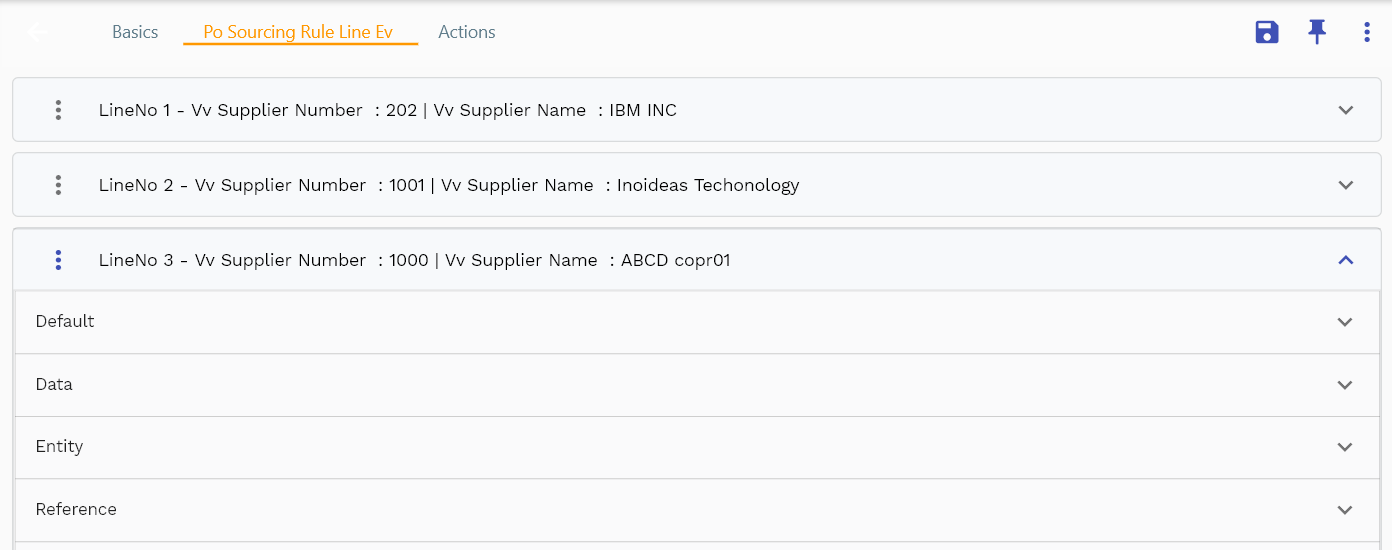 Basics Po Sourcing Rule Line Ev Actions
LineNo 1 - Vv Supplier Number : 202 | Vv Supplier Name : IBM INC
LineNo 2 - Vv Supplier Number : 1001 | Vv Supplier Name : Inoideas Techonology
LineNo 3 - Vv Supplier Number : 1000 | Vv Supplier Name : ABCD copr01
Default
Data
Entity
Reference